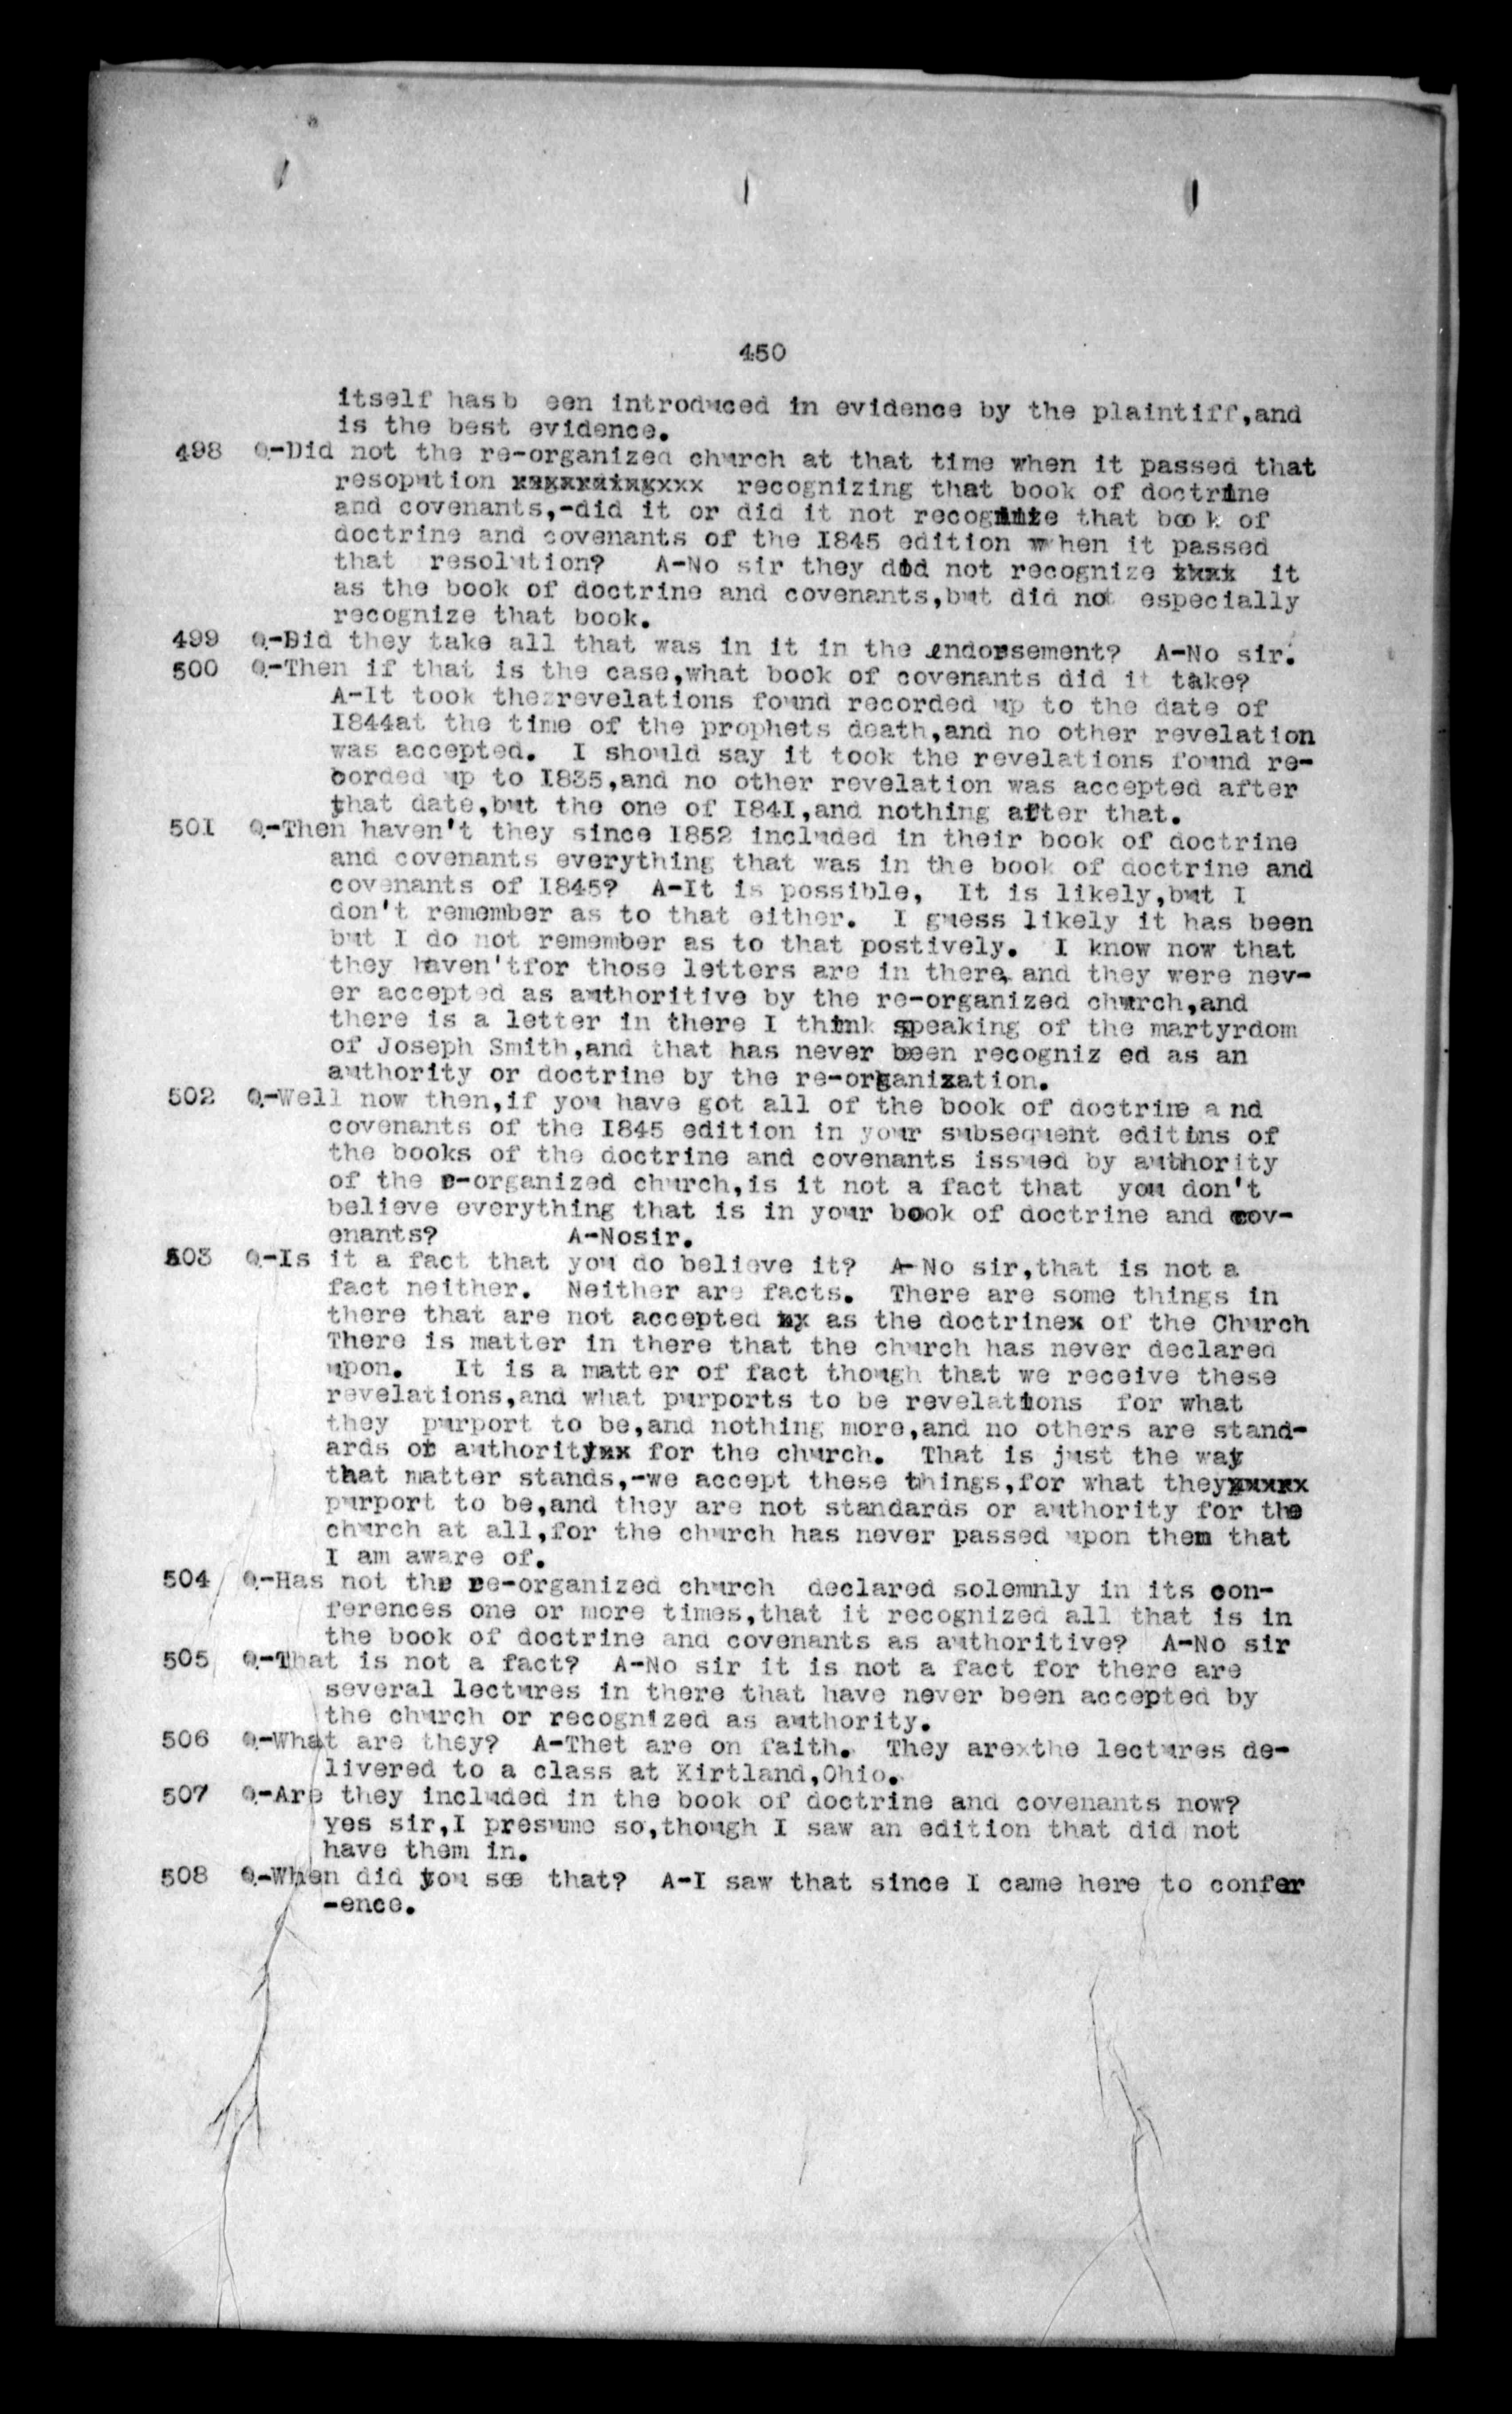 450
itself hasb een introduced in evidence by the plaintiff,and
is the best evidence.
498 Q-Did not the re-organized church at that time when it passed that
resopution xxxxxxxxxxxxx recognizing that book of doctrine
and covenants,-did it or did it not recognize that book of
doctrine and covenants of the I845 edition when it passed
that resolution? A-No sir they did not recognize xxxx it
as the book of doctrine and covenants,but did not especially
recognize that book.
499 Q-Did they take all that was in it in the endorsement? A-No sir.
500 Q-Then if that is the case,what book of covenants did it take?
A-It took the revelations found recorded up to the date of
I844at the time of the prophets death,and no other revelation
was accepted. I should say it took the revelations found re-
corded up to I835,and no other revelation was accepted after
that date,but the one of I84I,and nothing after that.
50I Q-Then haven't they since I852 included in their book of doctrine
and covenants everything that was in the book of doctrine and
covenants of I845? A-It is possible, It is likely,but I
don't remember as to that either. I guess likely it has been
but I do not remember as to that postively. I know now that
they haven'tfor those letters are in there, and they were nev-
er accepted as authoritive by the re-organized church,and
there is a letter in there I think speaking of the martyrdom
of Joseph Smith,and that has never been recogniz ed as an
authority or doctrine by the re-organization.
502 Q-Well now then,if you have got all of the book of doctrine a nd
covenants of the I845 edition in your subsequent editins of
the books of the doctrine and covenants issued by authority
of the r-organized church,is it not a fact that you don't
believe everything that is in your book of doctrine and cov-
enants? A-Nosir.
503 Q-Is it a fact that you do believe it? A-No sir,that is not a
fact neither. Neither are facts. There are some things in
there that are not accepted xx as the doctrinex of the Church
There is matter in there that the church has never declared
upon. It is a matter of fact though that we receive these
revelations,and what purports to be revelations for what
they purport to be,and nothing more,and no others are stand-
ards or authorityxx for the church. That is just the way
that matter stands,-we accept these things,for what theyxxxxx
purport to be,and they are not standards or authority for the
church at all,for the church has never passed upon them that
I am aware of.
504 Q-Has not the re-organized church declared solemnly in its con-
ferences one or more times,that it recognized all that is in
the book of doctrine and covenants as authoritive? A-No sir
505 Q-That is not a fact? A-No sir it is not a fact for there are
several lectures in there that have never been accepted by
the church or recognized as authority.
506 Q-What are they? A-Thet are on faith. They arexthe lectures de-
livered to a class at Kirtland,Ohio.
507 Q-Are they included in the book of doctrine and covenants now?
yes sir,I presume so,though I saw an edition that did not
have them in.
508 Q-When did you see that? A-I saw that since I came here to confer
-ence.